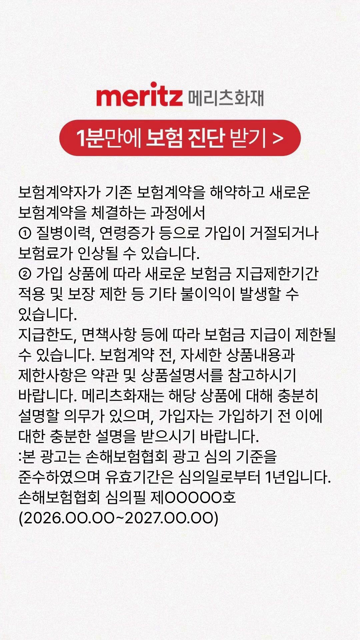 meritz 메리츠화재
1분만에 보험 진단 받기 >
보험계약자가 기존 보험계약을 해약하고 새로운
보험계약을 체결하는 과정에서
① 질병이력, 연령증가 등으로 가입이 거절되거나
보험료가 인상될 수 있습니다.
② 가입 상품에 따라 새로운 보험금 지급제한기간
적용 및 보장 제한 등 기타 불이익이 발생할 수
있습니다.
지급한도, 면책사항 등에 따라 보험금 지급이 제한될
수 있습니다. 보험계약 전, 자세한 상품내용과
제한사항은 약관 및 상품설명서를 참고하시기
바랍니다. 메리츠화재는 해당 상품에 대해 충분히
설명할 의무가 있으며, 가입자는 가입하기 전 이에
대한 충분한 설명을 받으시기 바랍니다.
:본 광고는 손해보험협회 광고 심의 기준을
준수하였으며 유효기간은 심의일로부터 1년입니다.
손해보험협회 심의필 제OOOOO호
(2026.OO.OO~2027.OO.OO)